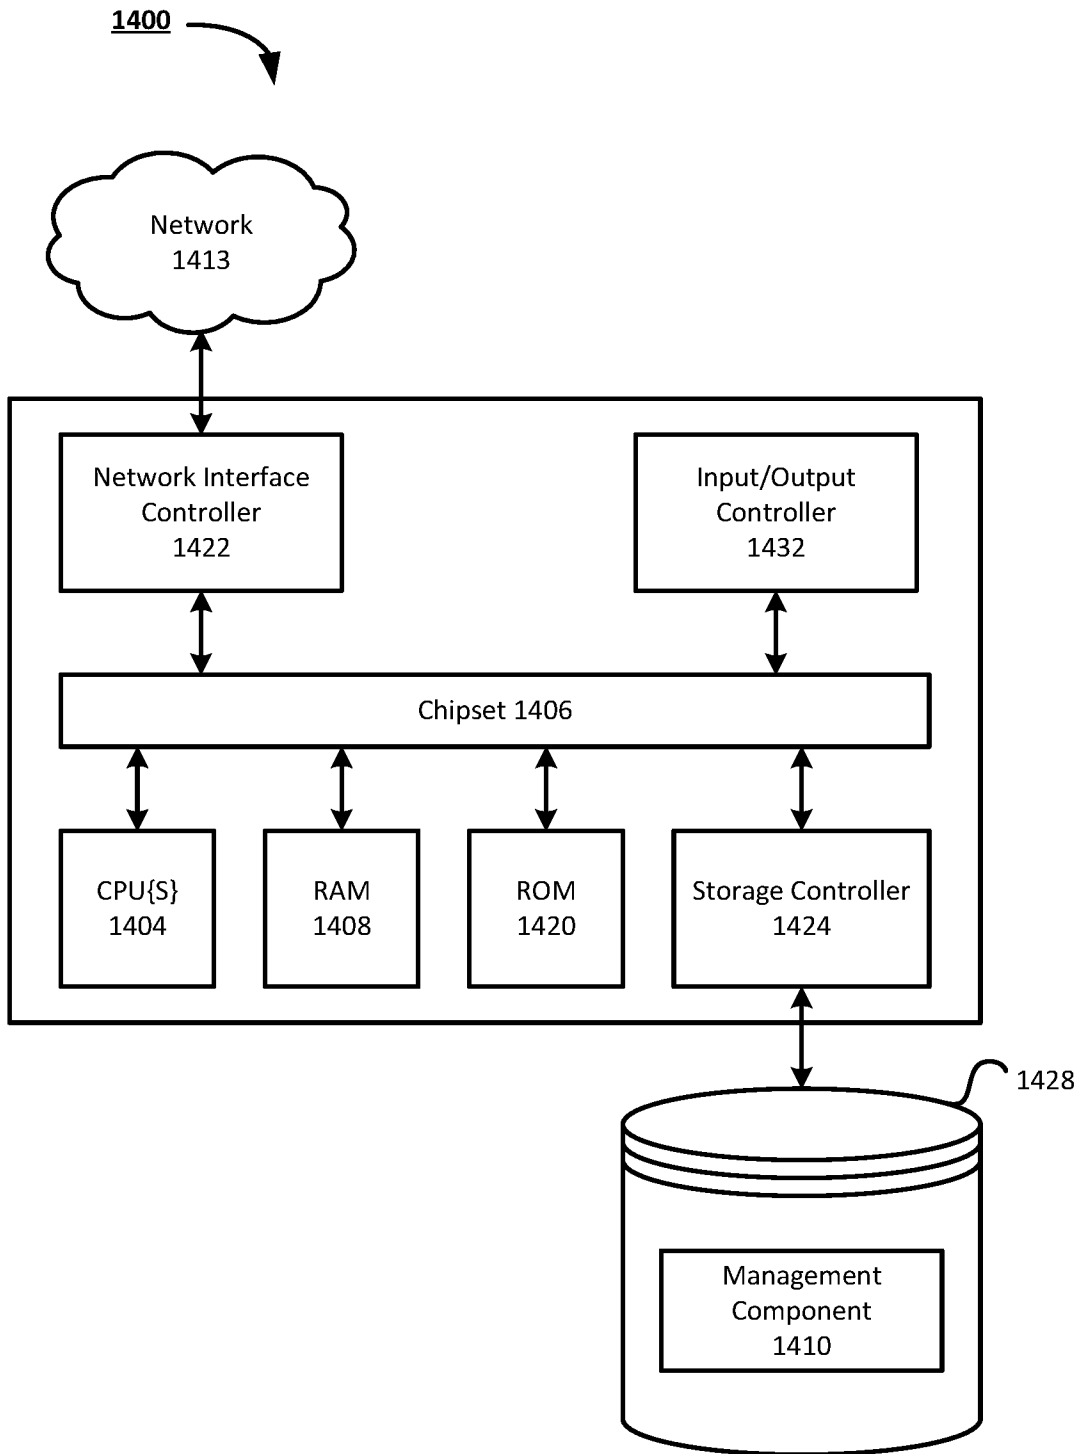 1400
Network
1413
Network Interface
Controller
1422
Input/Output
Controller
1432
Chipset 1406
CPU{S}
1404
RAM
1408
ROM
1420
Storage Controller
1424
1428
Management
Component
1410